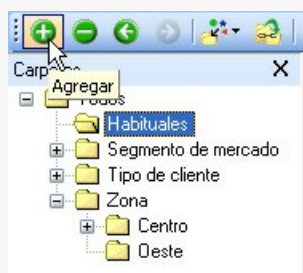 Agregar
Habituales
Segmento de mercado
Tipo de cliente
Zona
Centro
Oeste